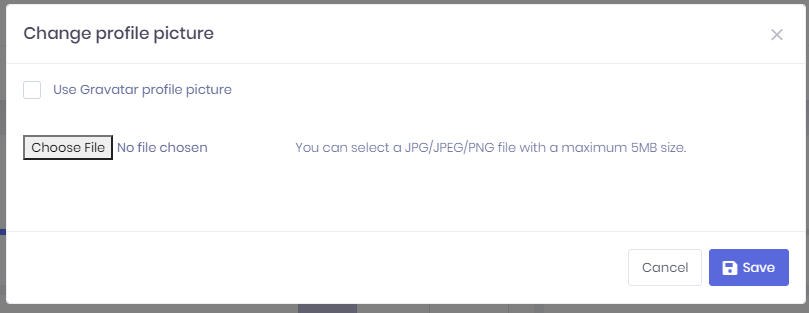 Change profile picture
Use Gravatar profile picture
Choose File No file chosen You can select a JPG/JPEG/PNG file with a maximum 5MB size.
Cancel Save